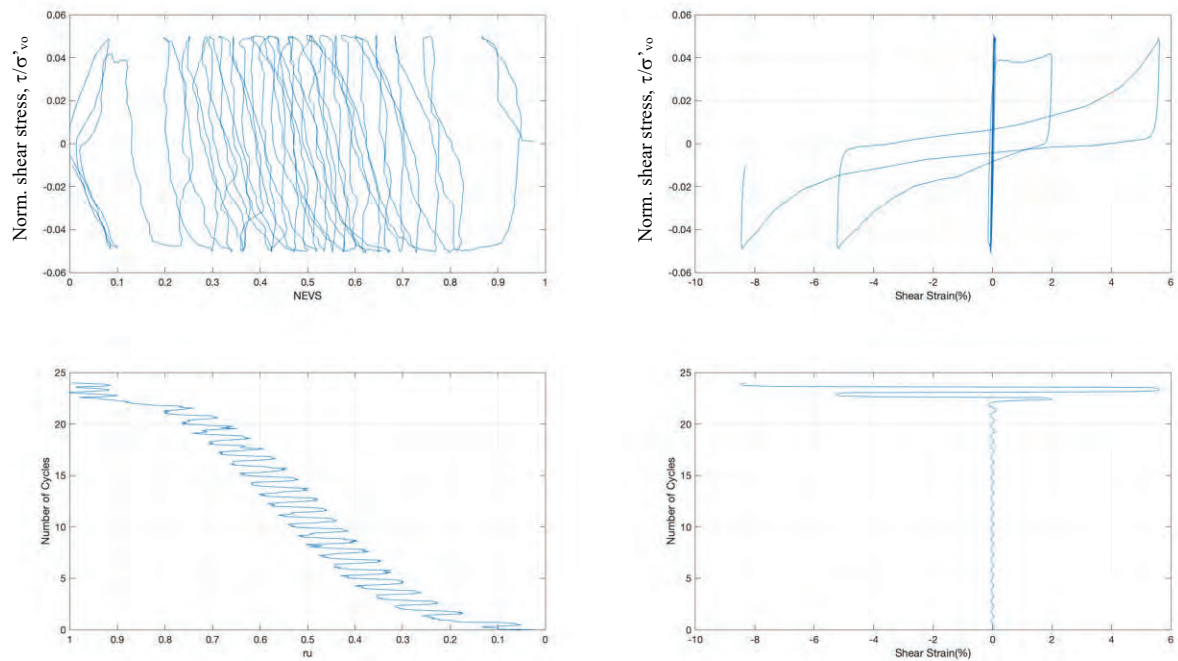 Norm. shear stress, τ/σ'vo
0.06
0.04
0.02
0
-0.02
-0.04
-0.06
0 0.1 0.2 0.3 0.4 0.5 0.6 0.7 0.8 0.9 1
NEVS
Norm. shear stress, τ/σ'vo
0.06
0.04
0.02
0
-0.02
-0.04
-0.06
-10 -8 -6 -4 -2 0 2 4 6
Shear Strain(%)
Number of Cycles
25
20
15
10
5
0
1 0.9 0.8 0.7 0.6 0.5 0.4 0.3 0.2 0.1 0
ru
Number of Cycles
25
20
15
10
5
0
-10 -8 -6 -4 -2 0 2 4 6
Shear Strain(%)